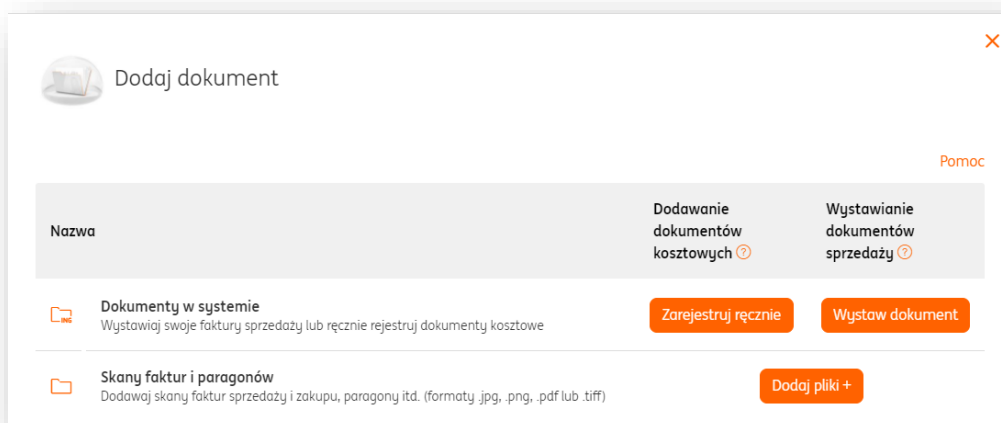 Dodaj dokument
Pomoc
Nazwa
Dodawanie
dokumentów
kosztowych ?
Wystawianie
dokumentów
sprzedaży ?
ING
Dokumenty w systemie
Wystawiaj swoje faktury sprzedaży lub ręcznie rejestruj dokumenty kosztowe
Zarejestruj ręcznie
Wystaw dokument
Skany faktur i paragonów
Dodawaj skany faktur sprzedaży i zakupu, paragony itd. (formaty .jpg, .png, .pdf lub .tiff)
Dodaj pliki +